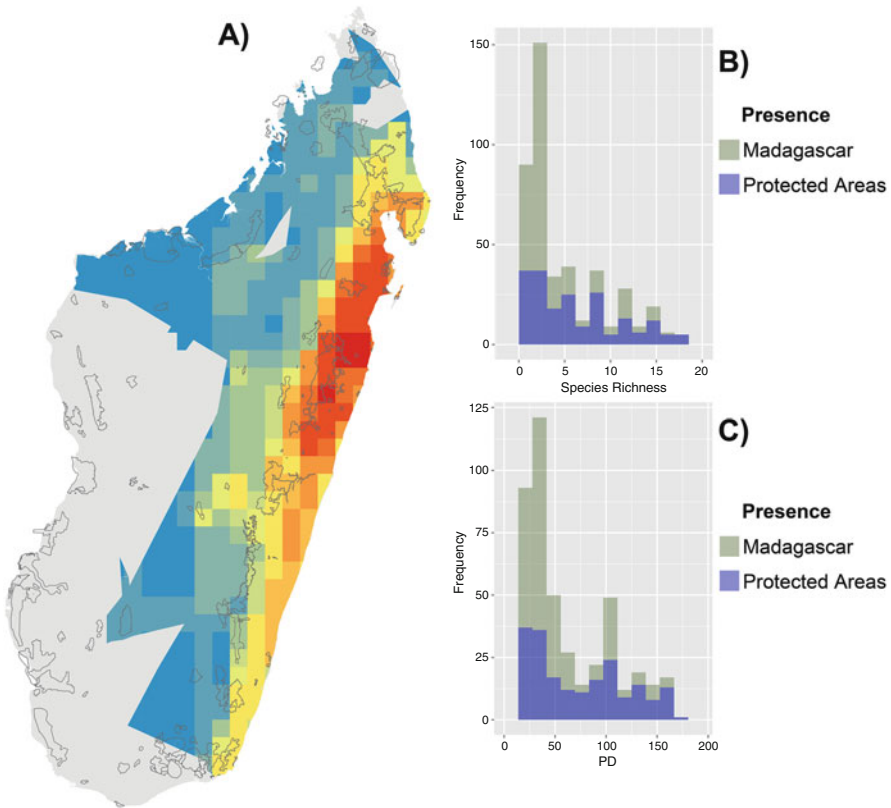 A)
B)
150
100
50
0
Frequency
0
5
10
15
20
Species Richness
Presence
Madagascar
Protected Areas
C)
125
100
75
50
25
0
Frequency
0
50
100
150
200
PD
Presence
Madagascar
Protected Areas